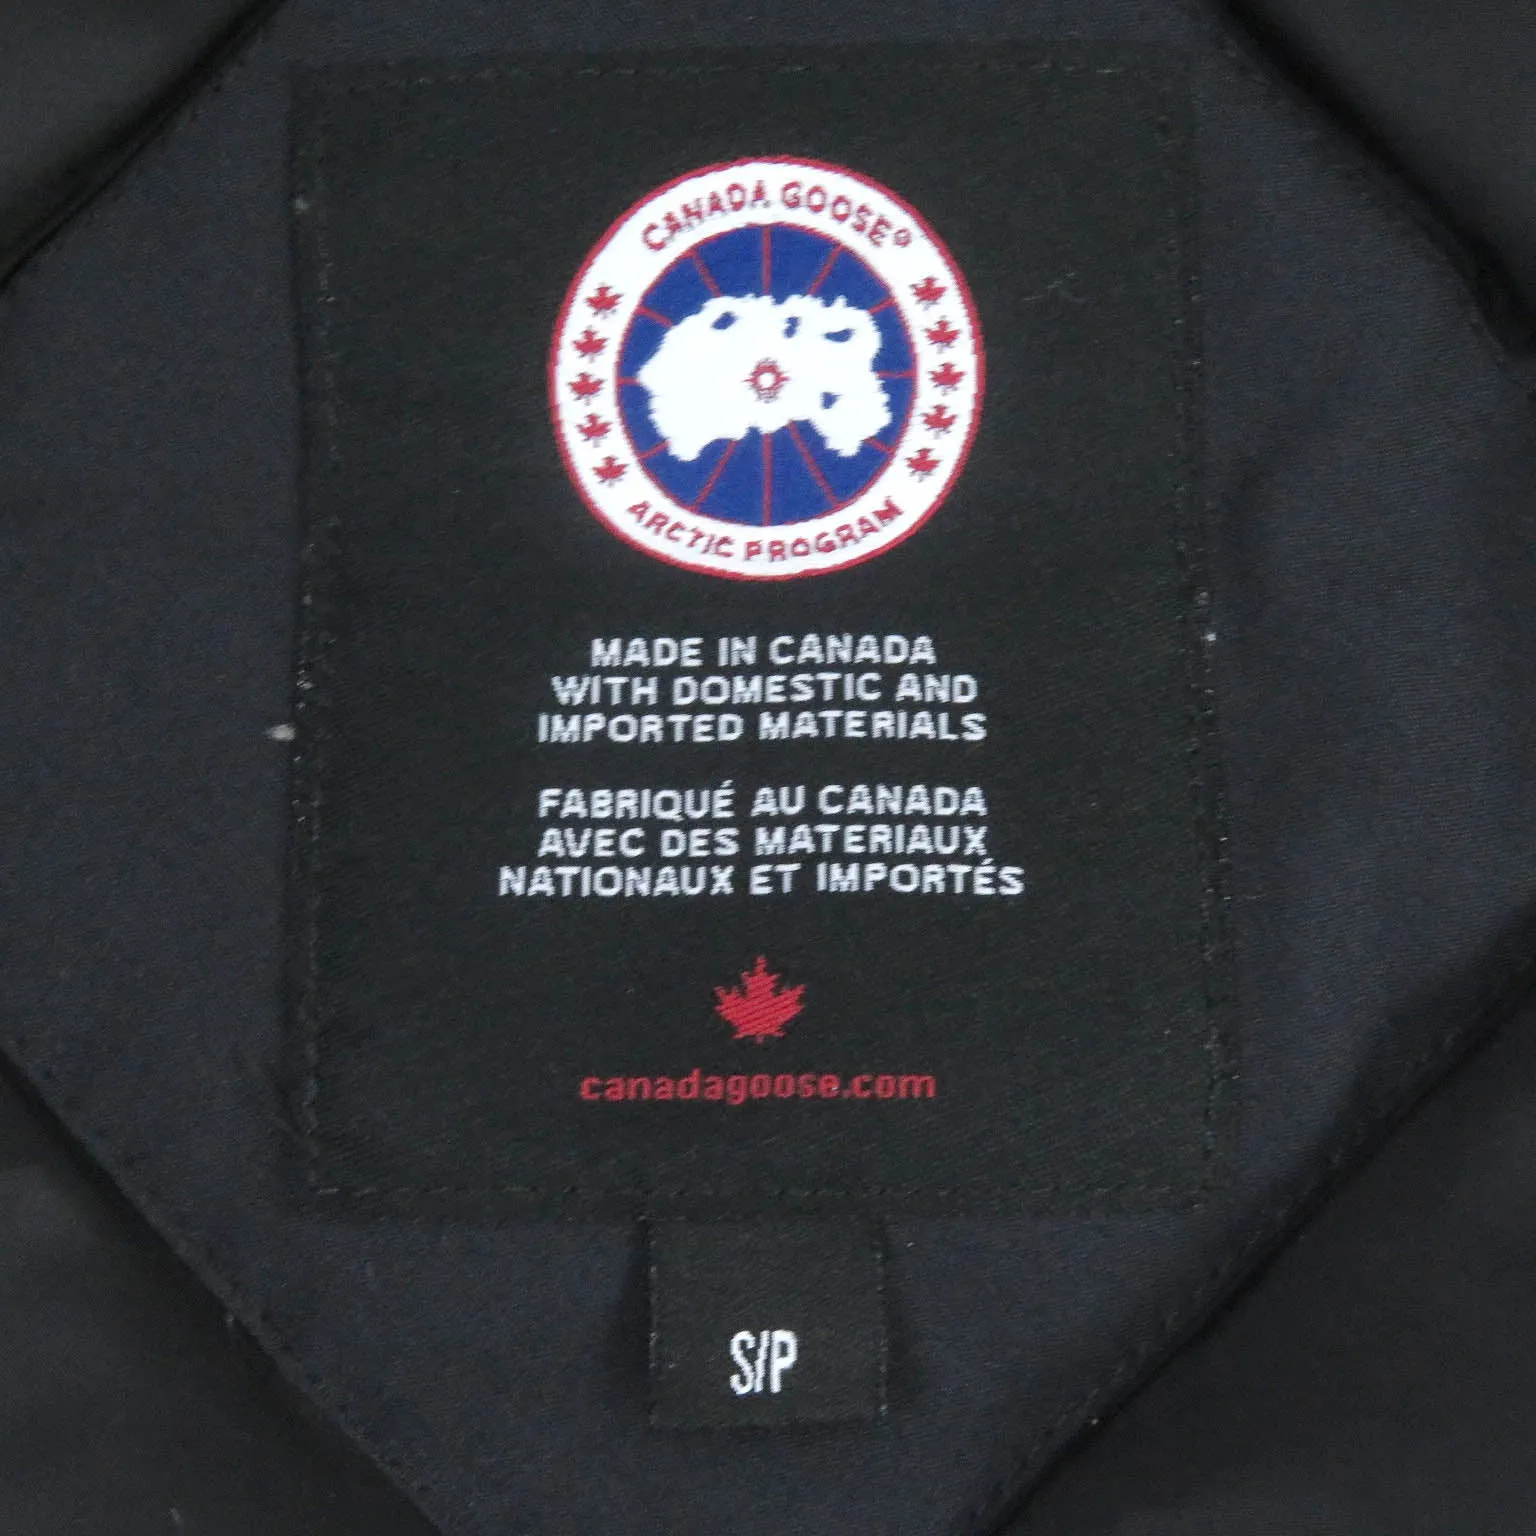 CANADA GOOSE®
ARCTIC PROGRAM
MADE IN CANADA
WITH DOMESTIC AND
IMPORTED MATERIALS
FABRIQUÉ AU CANADA
AVEC DES MATERIAUX
NATIONAUX ET IMPORTÉS
canadagoose.com
S/P